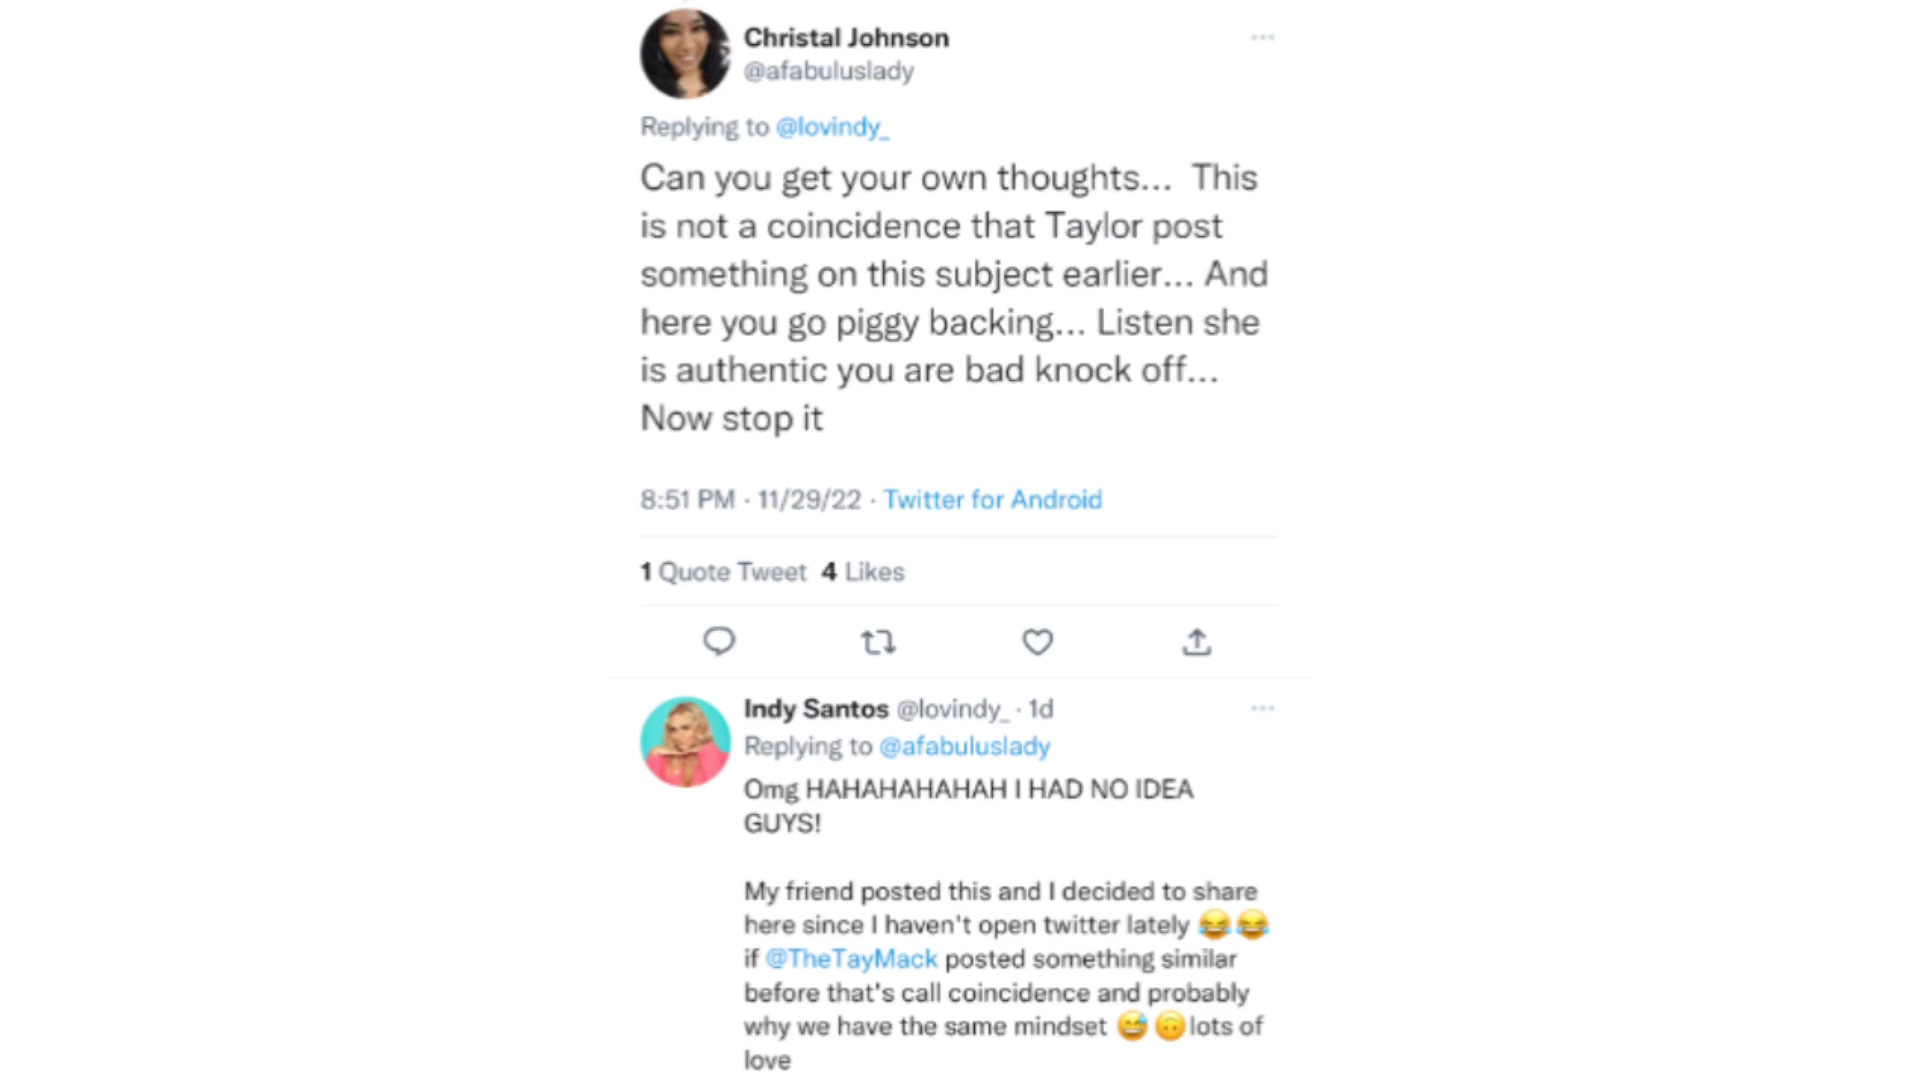 Christal Johnson
@afabuluslady
Replying to @lovindy_
Can you get your own thoughts... This
is not a coincidence that Taylor post
something on this subject earlier... And
here you go piggy backing... Listen she
is authentic you are bad knock off...
Now stop it
8:51 PM · 11/29/22 · Twitter for Android
1 Quote Tweet 4 Likes
Indy Santos @lovindy_ · 1d
Replying to @afabuluslady
Omg HAHAHAHAHAH I HAD NO IDEA
GUYS!
My friend posted this and I decided to share
here since I haven't open twitter lately 😂😂
if @TheTayMack posted something similar
before that's call coincidence and probably
why we have the same mindset 😅🙃lots of
love